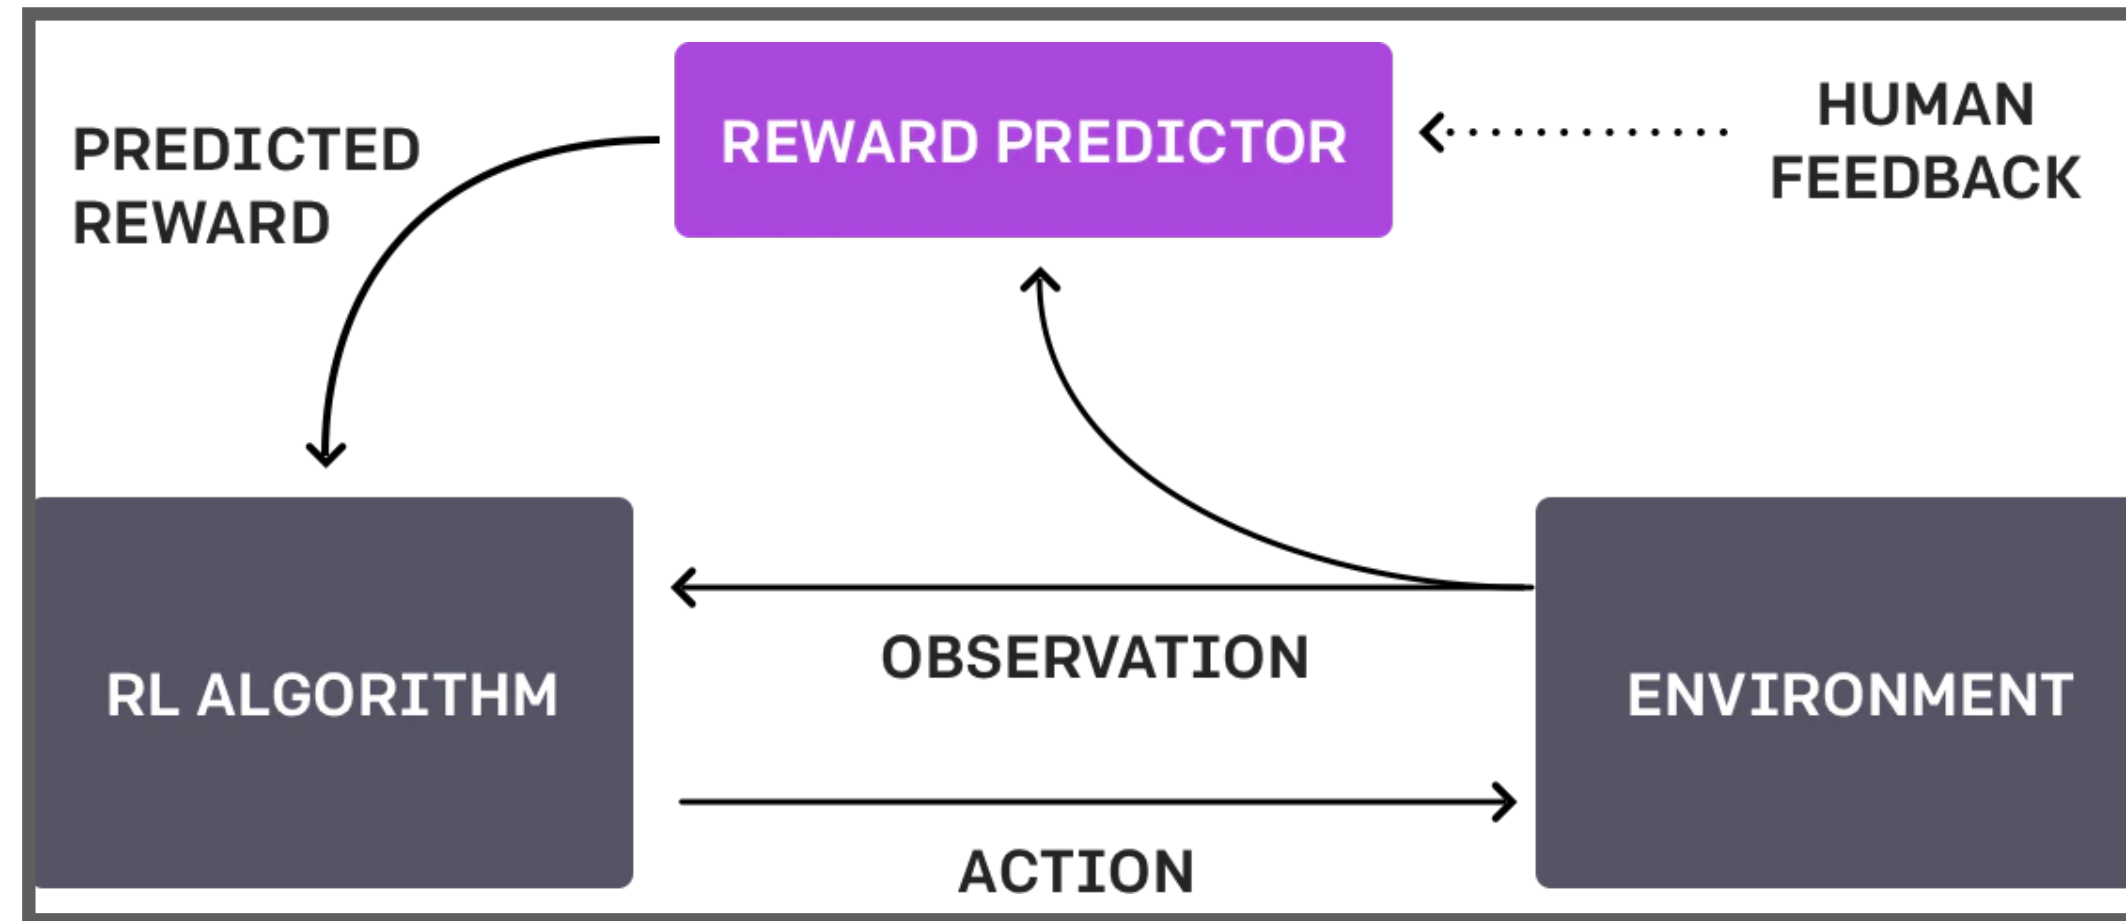 PREDICTED
REWARD
REWARD PREDICTOR
HUMAN
FEEDBACK
OBSERVATION
RL ALGORITHM
ENVIRONMENT
ACTION